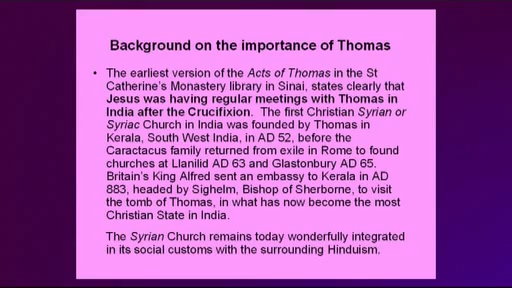 Background on the importance of Thomas
• The earliest version of the Acts of Thomas in the St
Catherine's Monastery library in Sinai, states clearly that
Jesus was having regular meetings with Thomas in
India after the Crucifixion. The first Christian Syrian or
Syriac Church in India was founded by Thomas in
Kerala, South West India, in AD 52, before the
Caractacus family returned from exile in Rome to found
churches at Llanilid AD 63 and Glastonbury AD 65.
Britain's King Alfred sent an embassy to Kerala in AD
883, headed by Sighelm, Bishop of Sherborne, to visit
the tomb of Thomas, in what has now become the most
Christian State in India.
The Syrian Church remains today wonderfully integrated
in its social customs with the surrounding Hinduism.